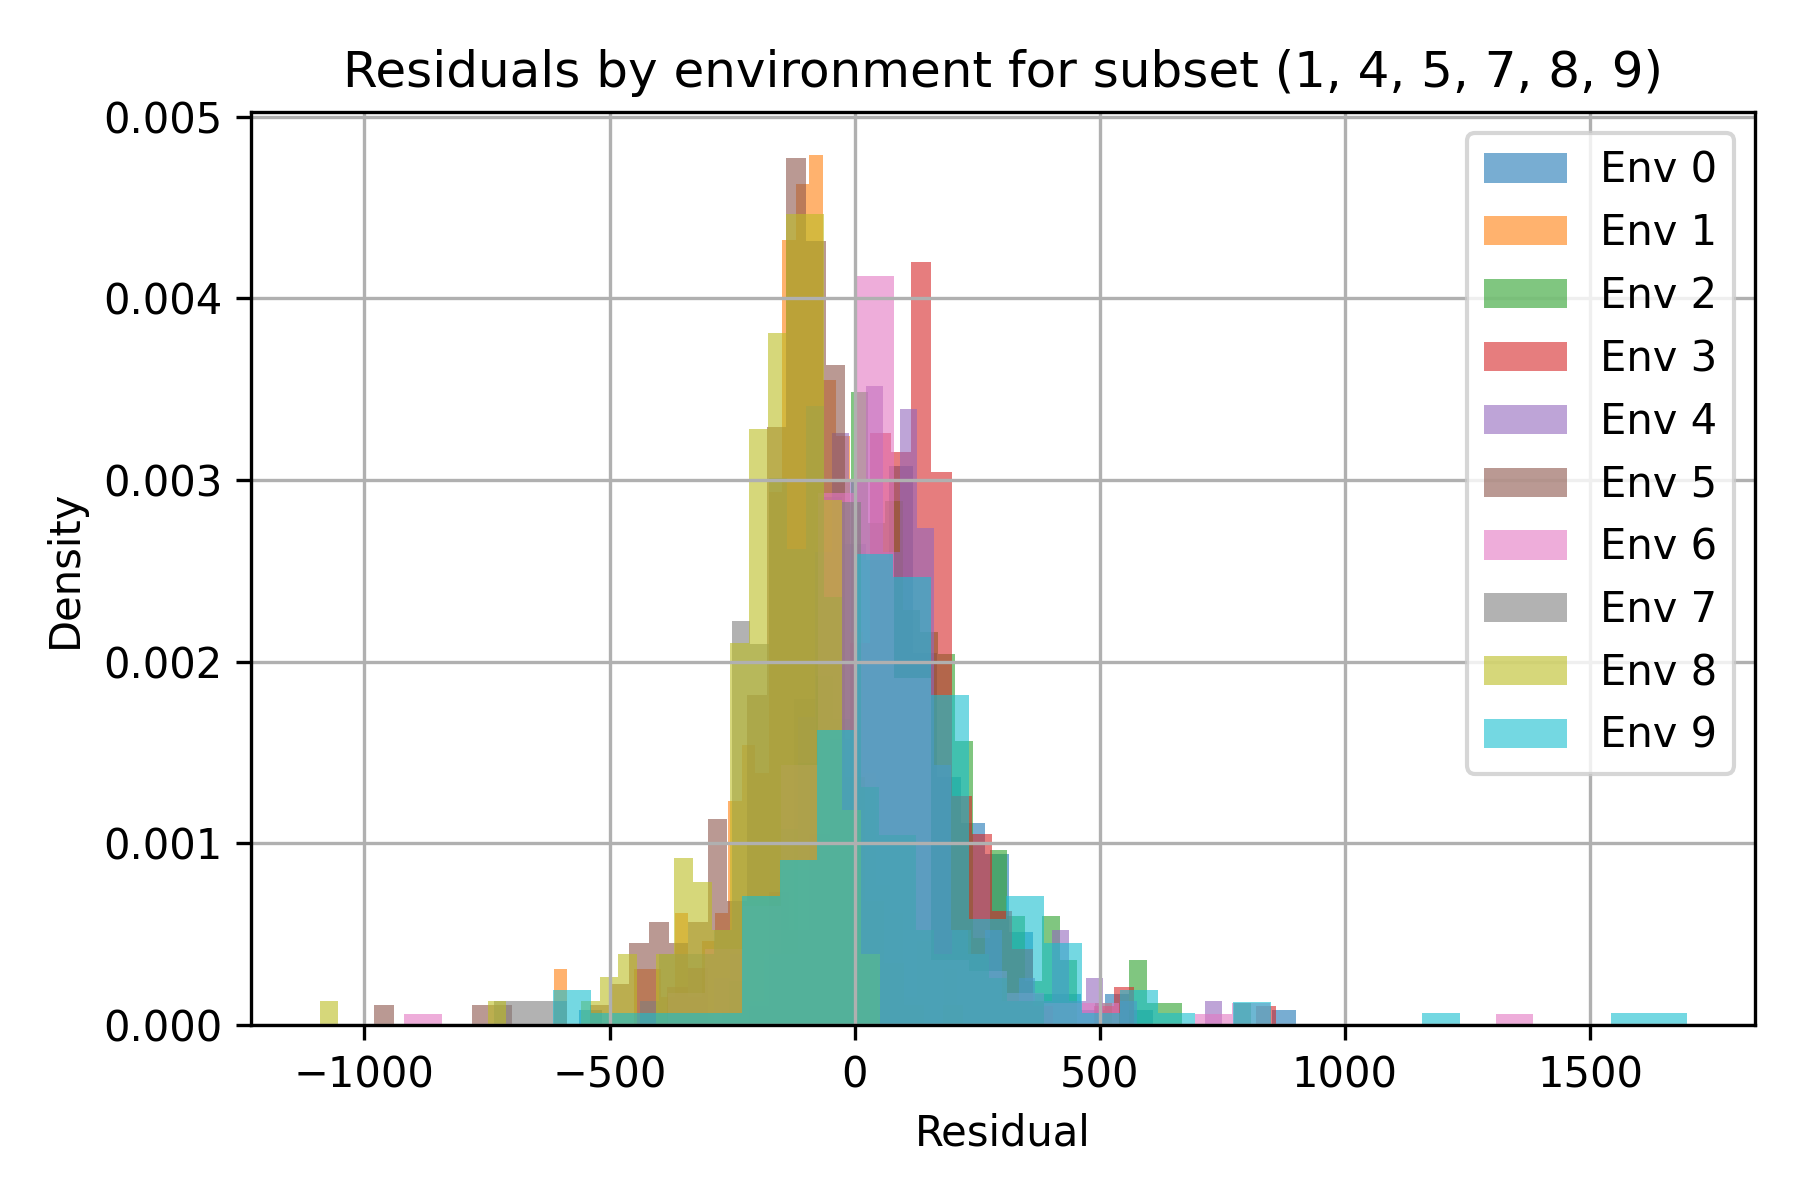 Residuals by environment for subset (1, 4, 5, 7, 8, 9)
0.005
0.004
0.003
0.002
0.001
0.000
Density
−1000
−500
0
500
1000
1500
Residual
Env 0
Env 1
Env 2
Env 3
Env 4
Env 5
Env 6
Env 7
Env 8
Env 9